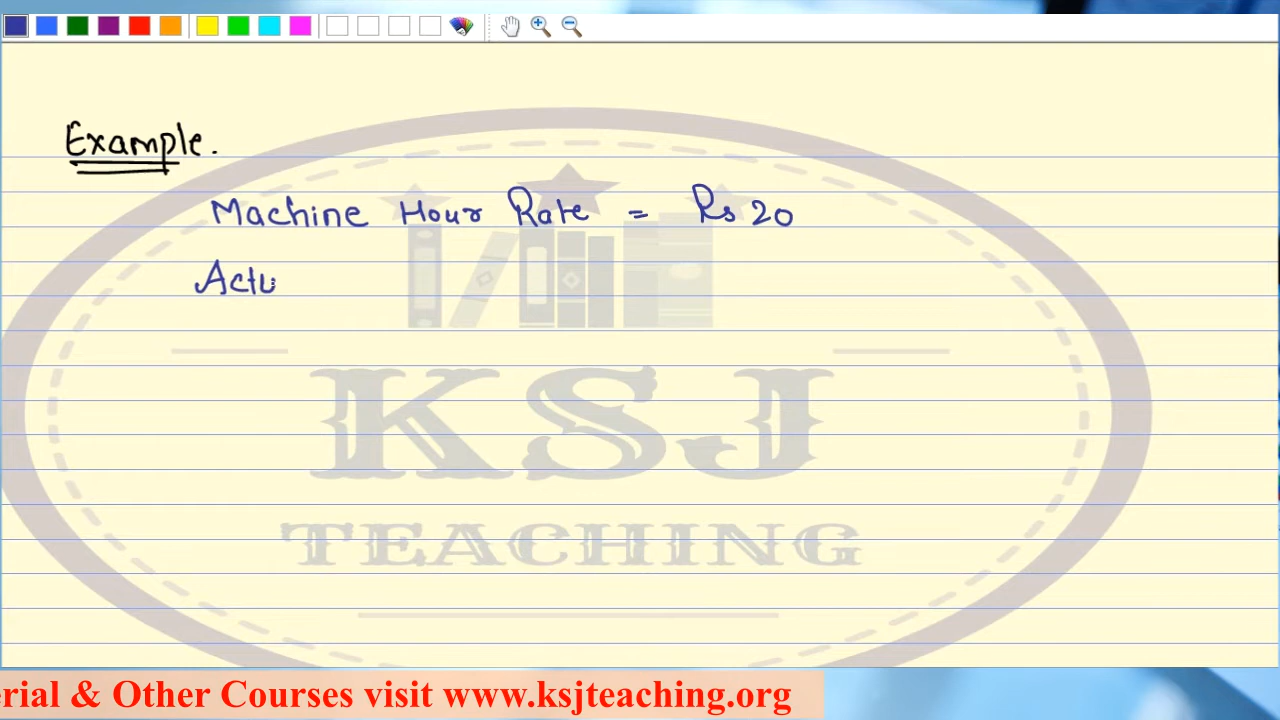 Example.
Machine Hour Rate = Rs 20
Actu
KSJ
TEACHING
erial & Other Courses visit www.ksjteaching.org